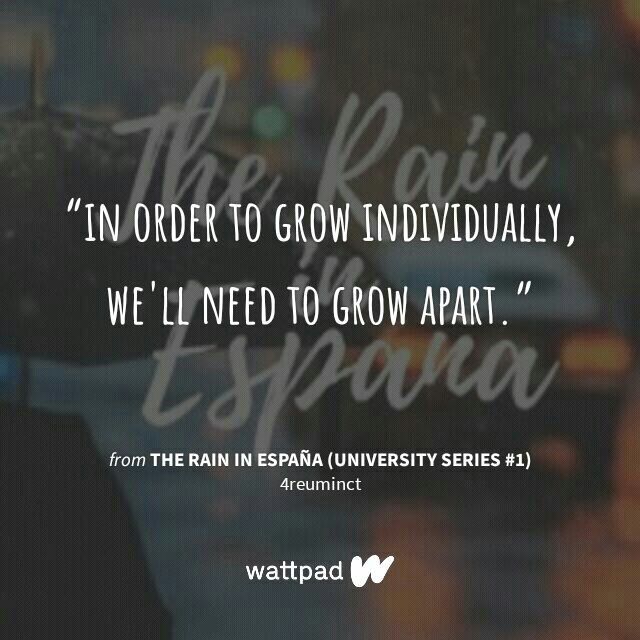 The Rain
in
España
“IN ORDER TO GROW INDIVIDUALLY,
WE'LL NEED TO GROW APART.”
from THE RAIN IN ESPAÑA (UNIVERSITY SERIES #1)
4reuminct
wattpad